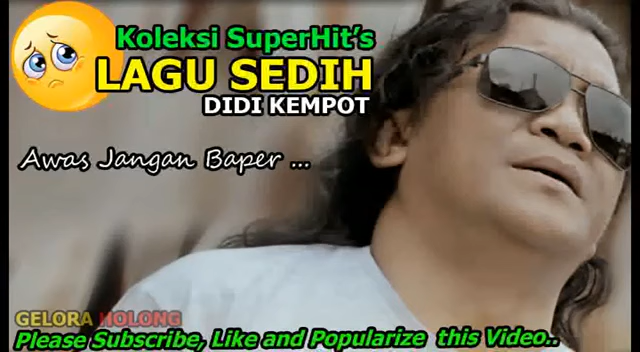 Koleksi SuperHit's
LAGU SEDIH
DIDI KEMPOT
Awas Jangan Baper ...
GELORA HOLONG
Please Subscribe, Like and Popularize this Video..